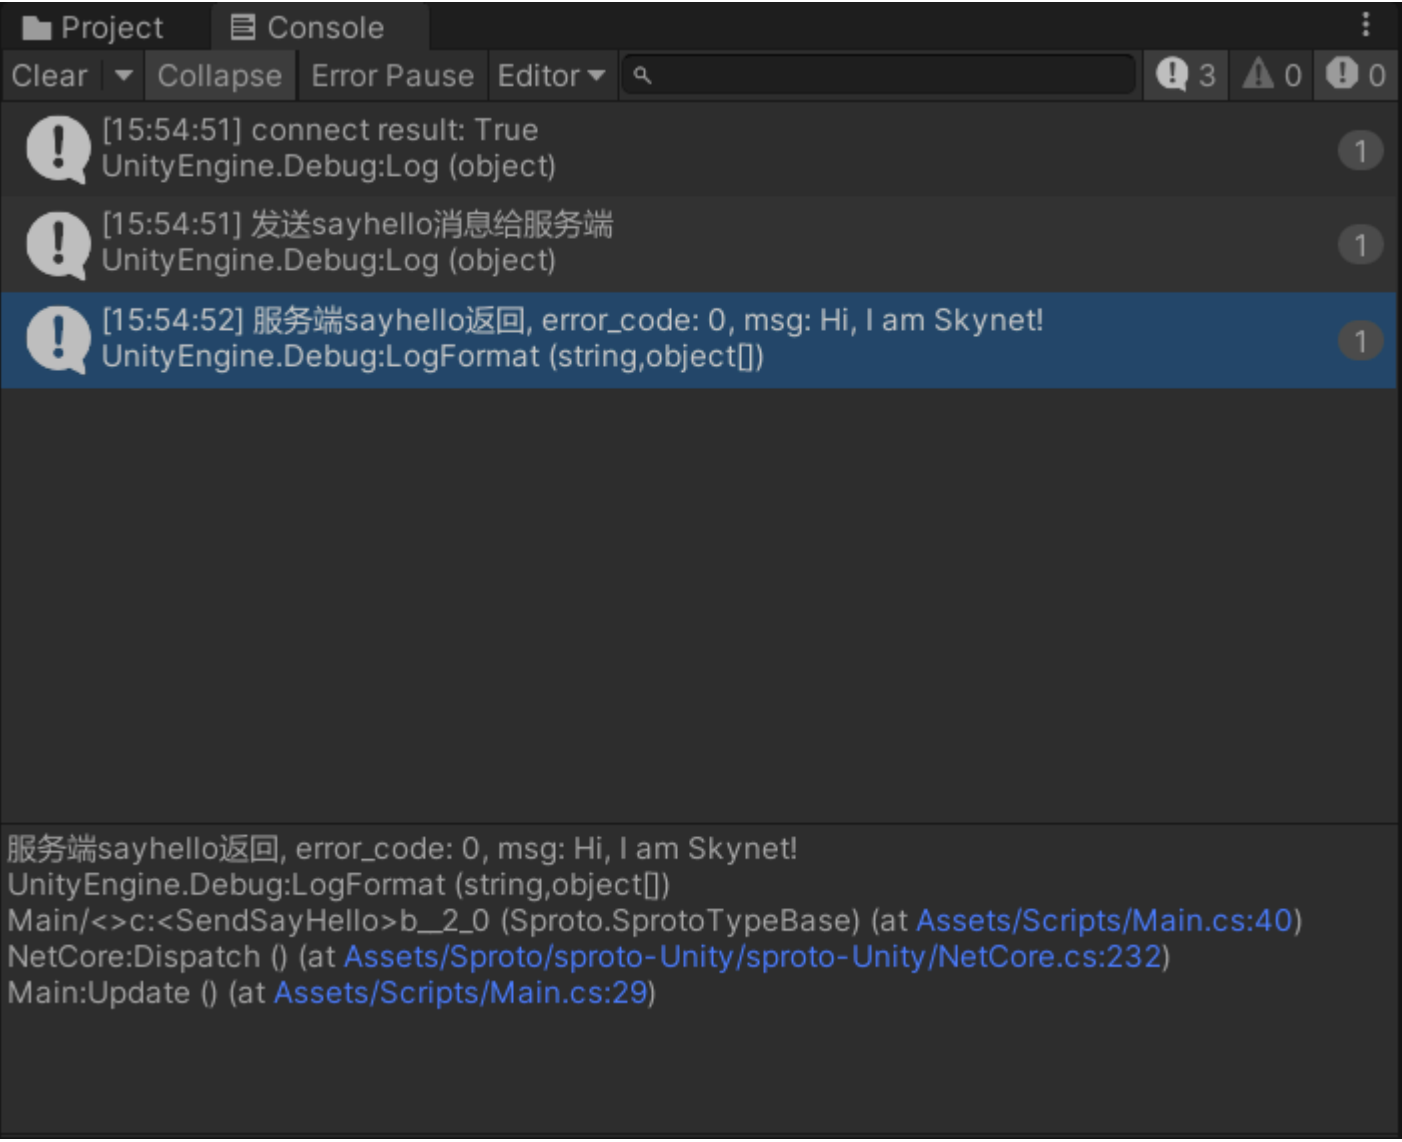 Project Console
Clear Collapse Error Pause Editor 3 0 0
[15:54:51] connect result: True
UnityEngine.Debug:Log (object)
1
[15:54:51] 发送sayhello消息给服务端
UnityEngine.Debug:Log (object)
1
[15:54:52] 服务端sayhello返回, error_code: 0, msg: Hi, I am Skynet!
UnityEngine.Debug:LogFormat (string,object[])
1
服务端sayhello返回, error_code: 0, msg: Hi, I am Skynet!
UnityEngine.Debug:LogFormat (string,object[])
Main/<>c:<SendSayHello>b__2_0 (Sproto.SprotoTypeBase) (at Assets/Scripts/Main.cs:40)
NetCore:Dispatch () (at Assets/Sproto/sproto-Unity/sproto-Unity/NetCore.cs:232)
Main:Update () (at Assets/Scripts/Main.cs:29)